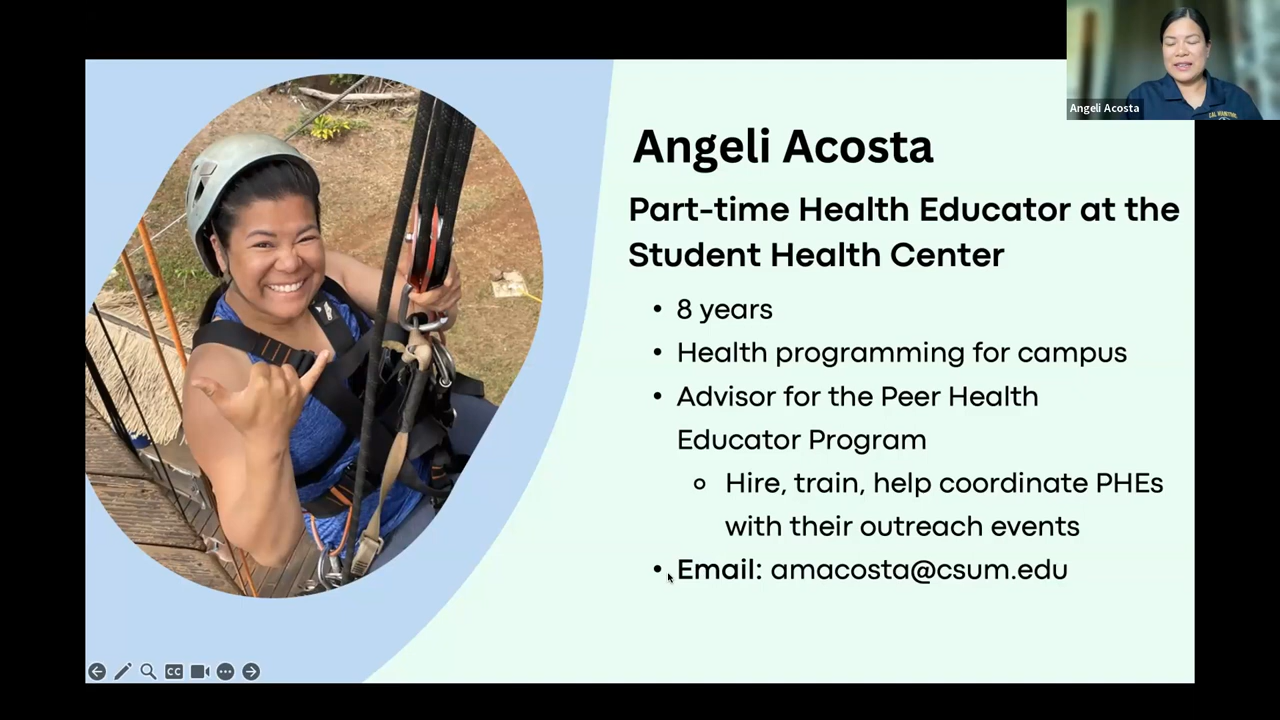 Angeli Acosta
Angeli Acosta
Part-time Health Educator at the
Student Health Center
• 8 years
• Health programming for campus
• Advisor for the Peer Health
Educator Program
○ Hire, train, help coordinate PHEs
with their outreach events
• Email: amacosta@csum.edu
CC